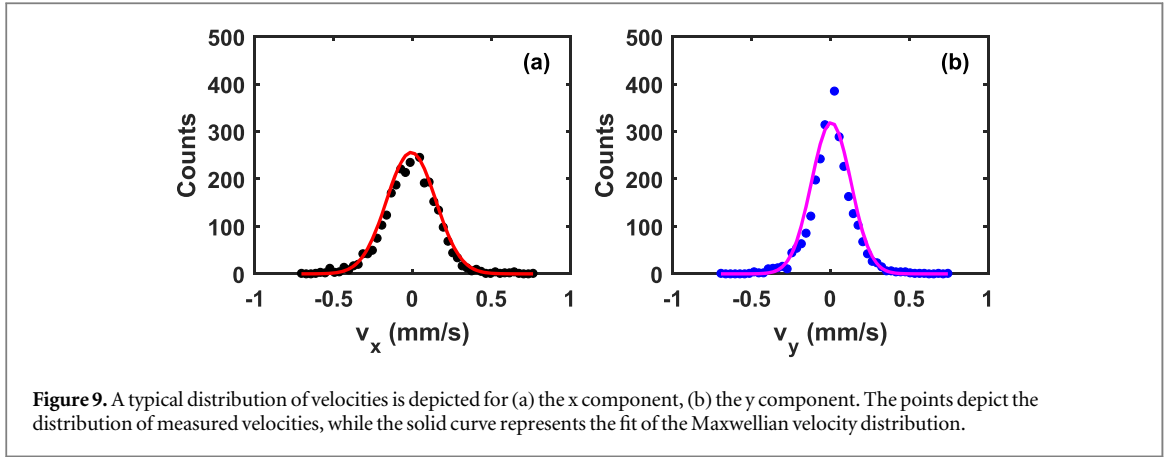 500
400
300
200
100
0
Counts
(a)
-1 -0.5 0 0.5 1
v_x (mm/s)
500
400
300
200
100
0
Counts
(b)
-1 -0.5 0 0.5 1
v_y (mm/s)
Figure 9. A typical distribution of velocities is depicted for (a) the x component, (b) the y component. The points depict the
distribution of measured velocities, while the solid curve represents the fit of the Maxwellian velocity distribution.